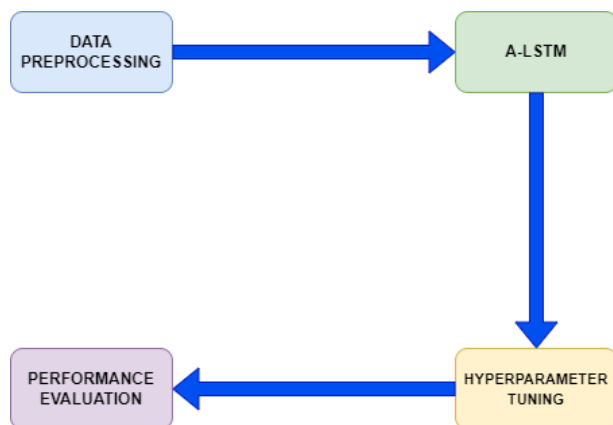 DATA
PREPROCESSING
A-LSTM
HYPERPARAMETER
TUNING
PERFORMANCE
EVALUATION